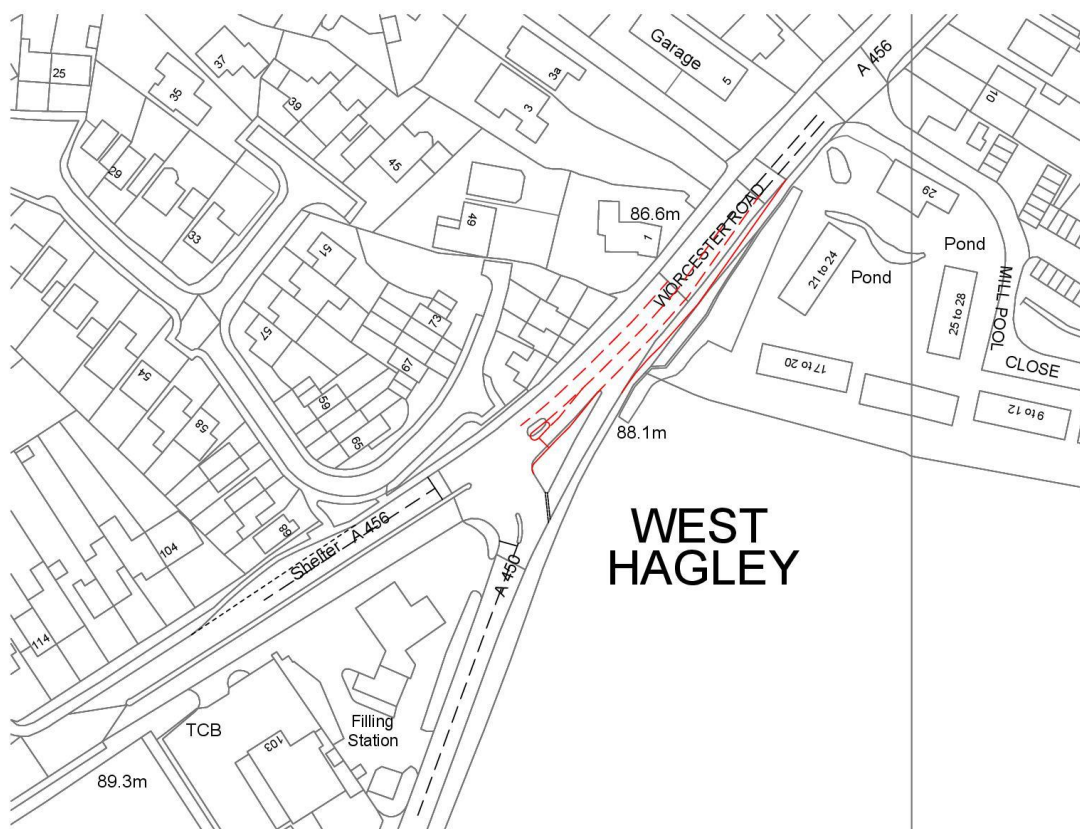 A 456
Garage
5
3a
37
25
35
39
3
10
45
29
29
33
49
86.6m
1
51
WORCESTER ROAD
21 to 24
Pond
Pond
MILL POOL
CLOSE
25 to 28
57
73
67
54
59
58
65
17 to 20
9 to 12
88.1m
WEST
HAGLEY
89
104
Shelter
A 456
A 450
114
TCB
Filling
Station
103
89.3m